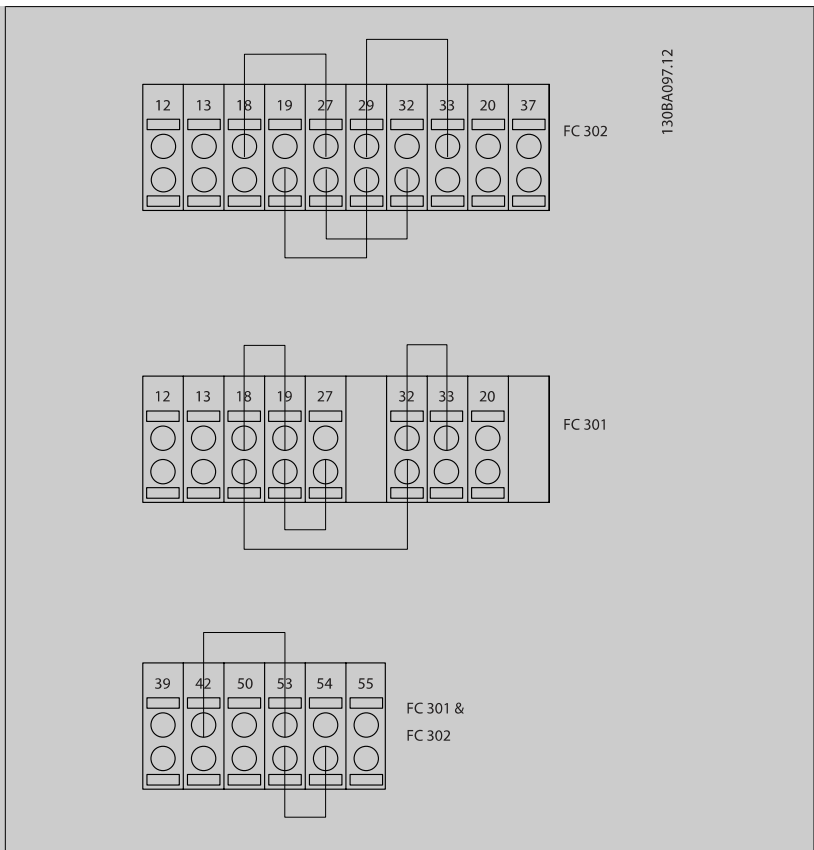 130BA097.12
12 13 18 19 27 29 32 33 20 37
FC 302
12 13 18 19 27 32 33 20
FC 301
39 42 50 53 54 55
FC 301 &
FC 302